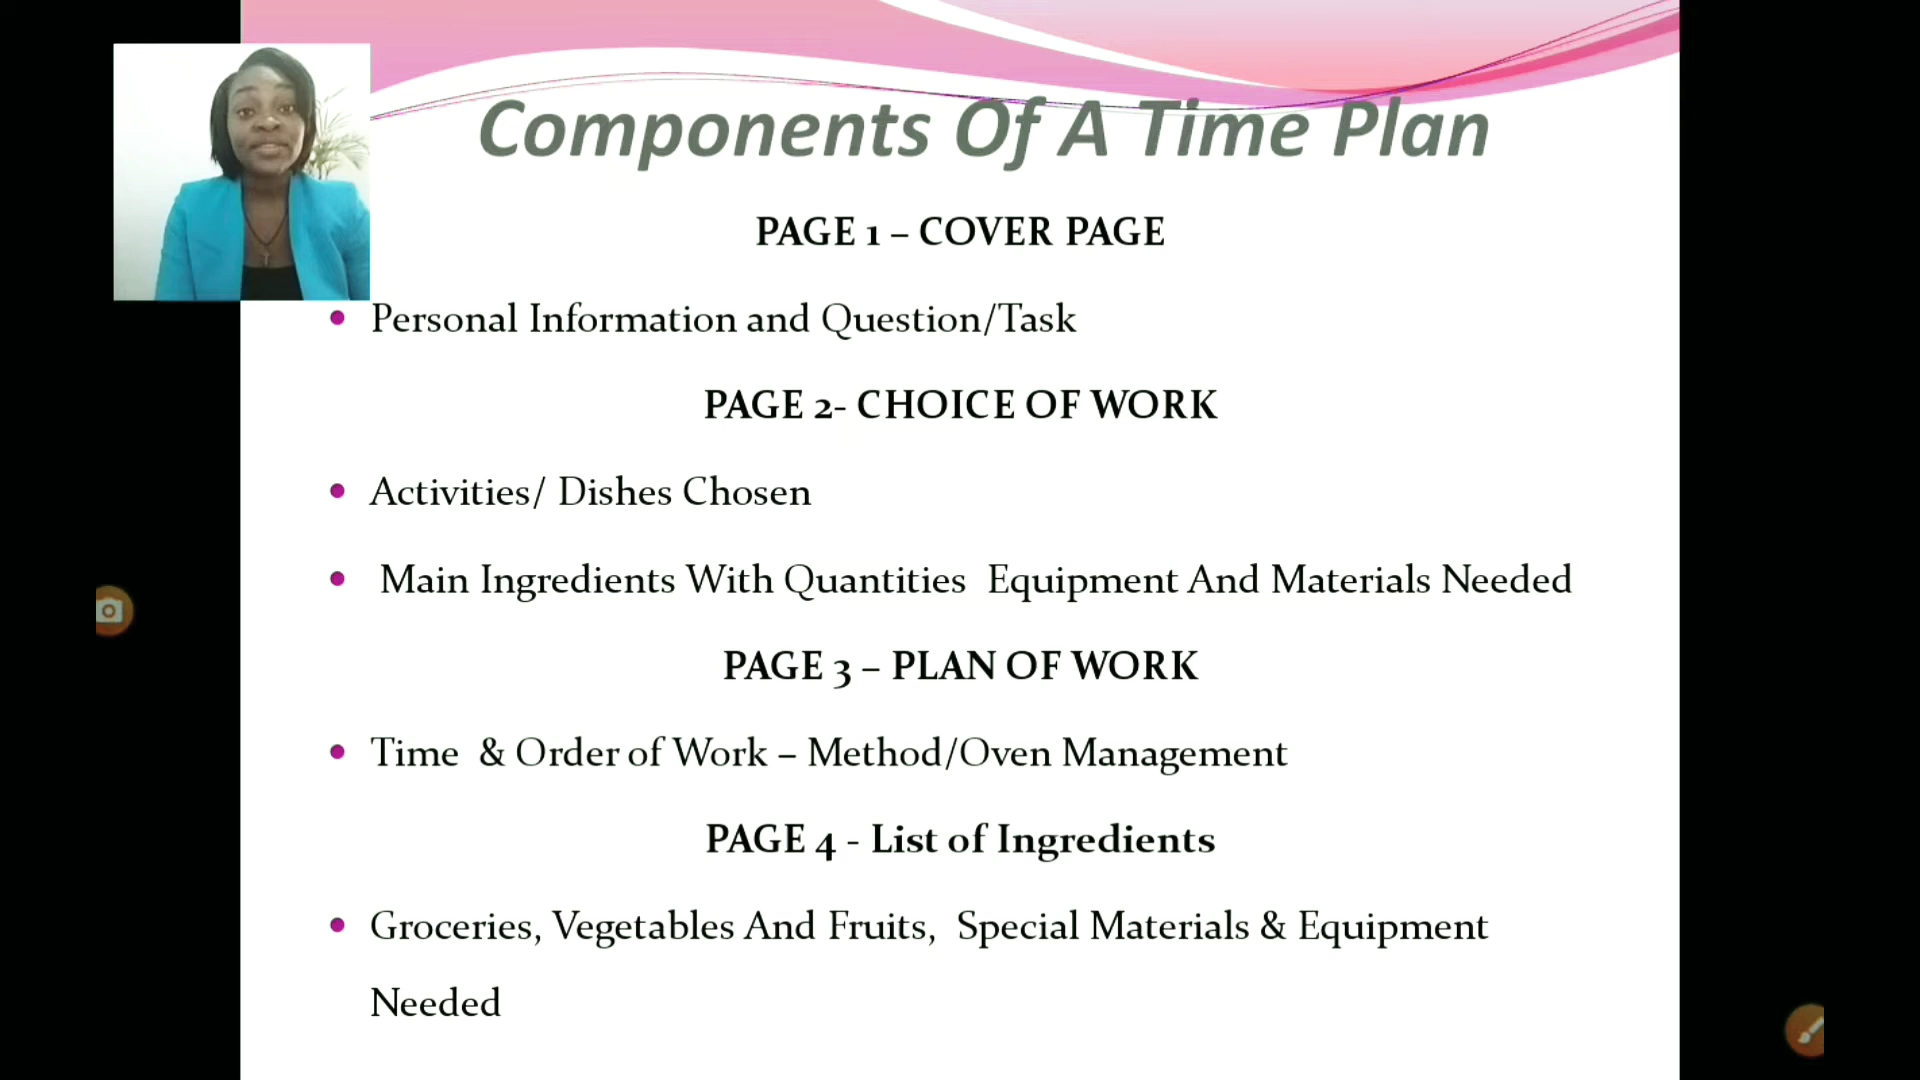 Components Of A Time Plan
PAGE 1 – COVER PAGE
• Personal Information and Question/Task
PAGE 2- CHOICE OF WORK
• Activities/ Dishes Chosen
• Main Ingredients With Quantities  Equipment And Materials Needed
PAGE 3 – PLAN OF WORK
• Time  & Order of Work – Method/Oven Management
PAGE 4 - List of Ingredients
• Groceries, Vegetables And Fruits,  Special Materials & Equipment
Needed